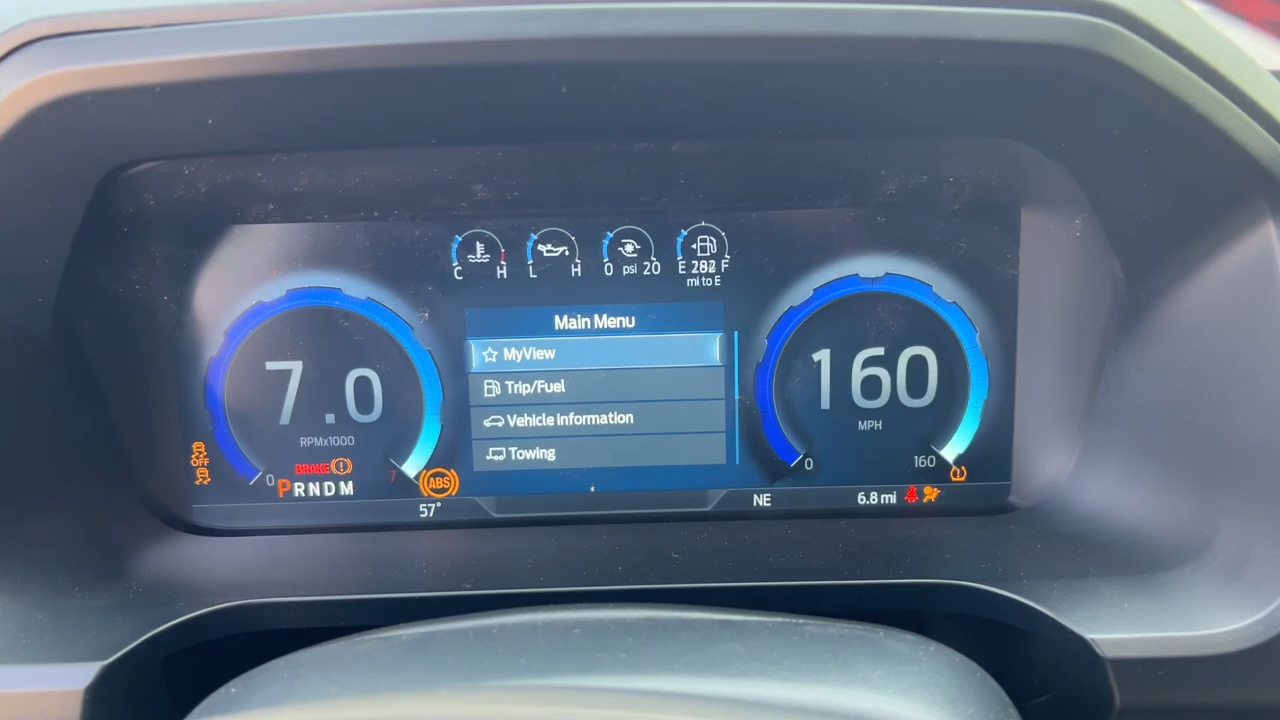 C H
L H
0 psi 20
E 282 F
mi to E
Main Menu
MyView
Trip/Fuel
Vehicle Information
Towing
7.0
RPMx1000
0
7
OFF
BRAKE
PRNDM
ABS
57°
160
MPH
0
160
NE
6.8 mi